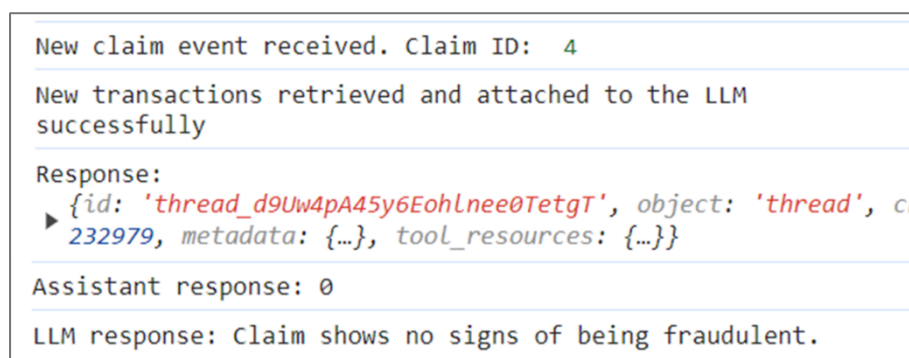 New claim event received. Claim ID: 4
New transactions retrieved and attached to the LLM
successfully
Response:
{id: 'thread_d9Uw4pA45y6Eohlnee0TetgT', object: 'thread', c
232979, metadata: {…}, tool_resources: {…}}
Assistant response: 0
LLM response: Claim shows no signs of being fraudulent.